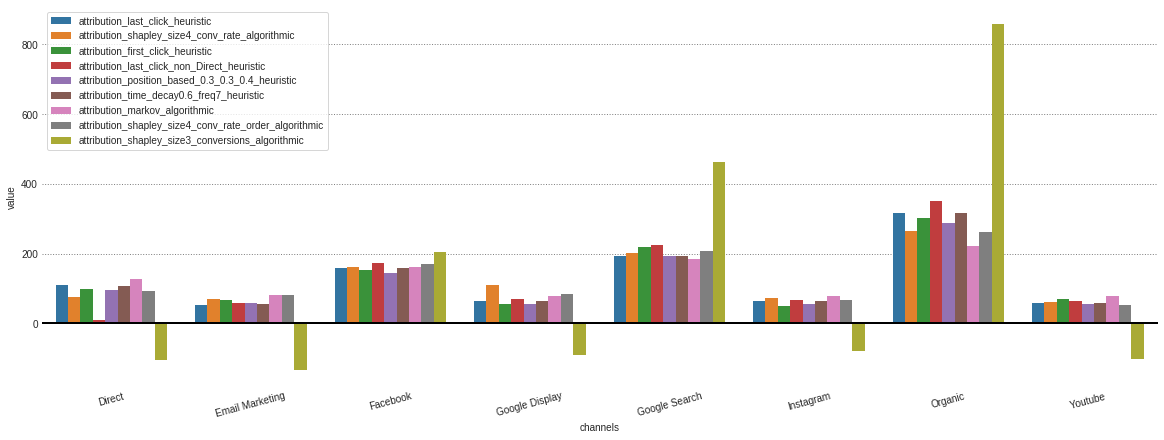 attribution_last_click_heuristic
attribution_shapley_size4_conv_rate_algorithmic
attribution_first_click_heuristic
attribution_last_click_non_Direct_heuristic
attribution_position_based_0.3_0.3_0.4_heuristic
attribution_time_decay0.6_freq7_heuristic
attribution_markov_algorithmic
attribution_shapley_size4_conv_rate_order_algorithmic
attribution_shapley_size3_conversions_algorithmic
800
600
400
200
0
value
Direct
Email Marketing
Facebook
Google Display
Google Search
Instagram
Organic
Youtube
channels